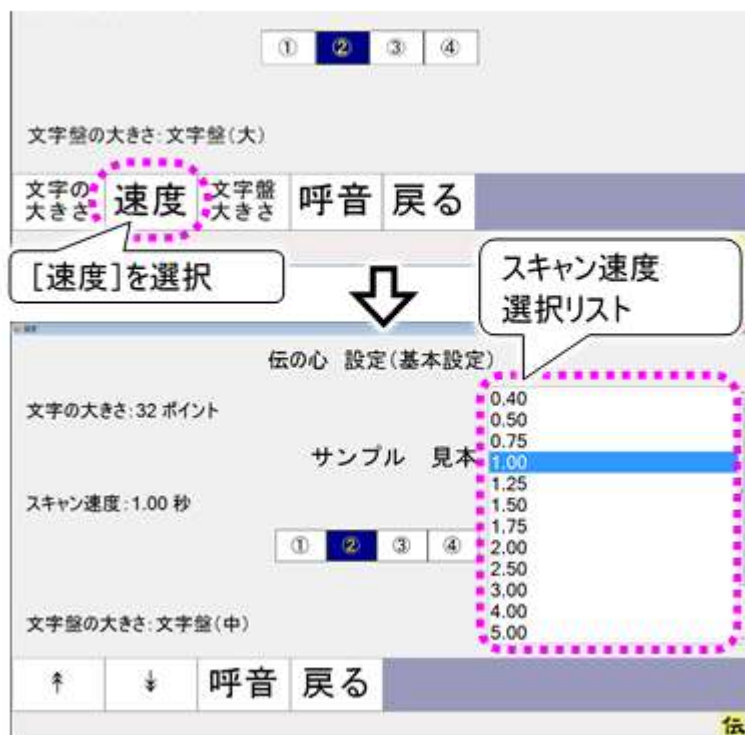 ① ② ③ ④
文字盤の大きさ:文字盤(大)
文字の大きさ 速度 文字盤大きさ 呼音 戻る
[速度]を選択
スキャン速度
選択リスト
伝の心 設定(基本設定)
文字の大きさ:32 ポイント
サンプル 見本
スキャン速度:1.00 秒
① ② ③ ④
0.40
0.50
0.75
1.00
1.25
1.50
1.75
2.00
2.50
3.00
4.00
5.00
文字盤の大きさ:文字盤(中)
↟ ↡ 呼音 戻る
伝